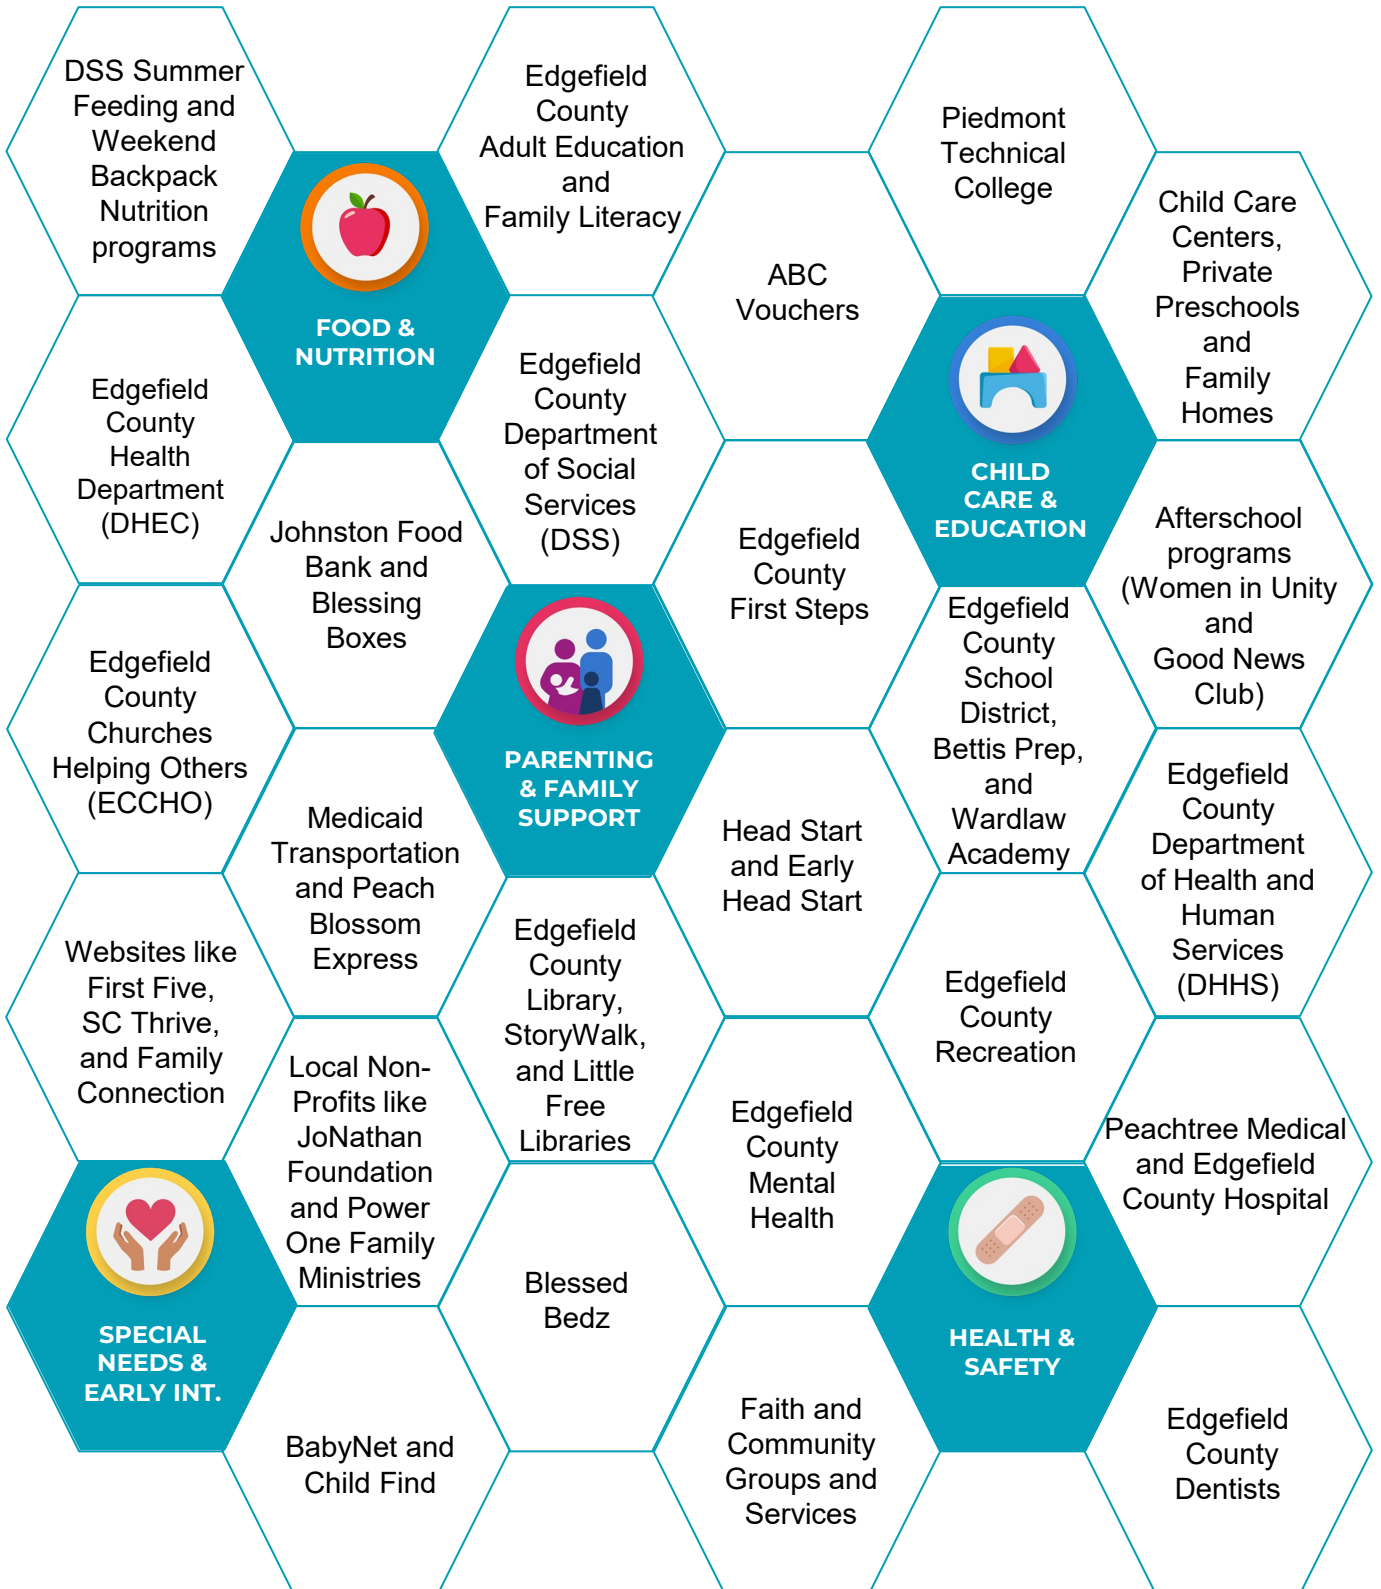 DSS Summer
Feeding and
Weekend
Backpack
Nutrition
programs
Edgefield
County
Adult Education
and
Family Literacy
Piedmont
Technical
College
Child Care
Centers,
Private
Preschools
and
Family
Homes
ABC
Vouchers
FOOD &
NUTRITION
Edgefield
County
Health
Department
(DHEC)
Edgefield
County
Department
of Social
Services
(DSS)
CHILD
CARE &
EDUCATION
Johnston Food
Bank and
Blessing
Boxes
Edgefield
County
First Steps
Afterschool
programs
(Women in Unity
and
Good News
Club)
Edgefield
County
Churches
Helping Others
(ECCHO)
PARENTING
& FAMILY
SUPPORT
Edgefield
County
School
District,
Bettis Prep,
and
Wardlaw
Academy
Medicaid
Transportation
and Peach
Blossom
Express
Head Start
and Early
Head Start
Edgefield
County
Department
of Health and
Human
Services
(DHHS)
Websites like
First Five,
SC Thrive,
and Family
Connection
Edgefield
County
Library,
StoryWalk,
and Little
Free
Libraries
Edgefield
County
Recreation
Local Non-
Profits like
JoNathan
Foundation
and Power
One Family
Ministries
Edgefield
County
Mental
Health
Peachtree Medical
and Edgefield
County Hospital
SPECIAL
NEEDS &
EARLY INT.
Blessed
Bedz
HEALTH &
SAFETY
BabyNet and
Child Find
Faith and
Community
Groups and
Services
Edgefield
County
Dentists